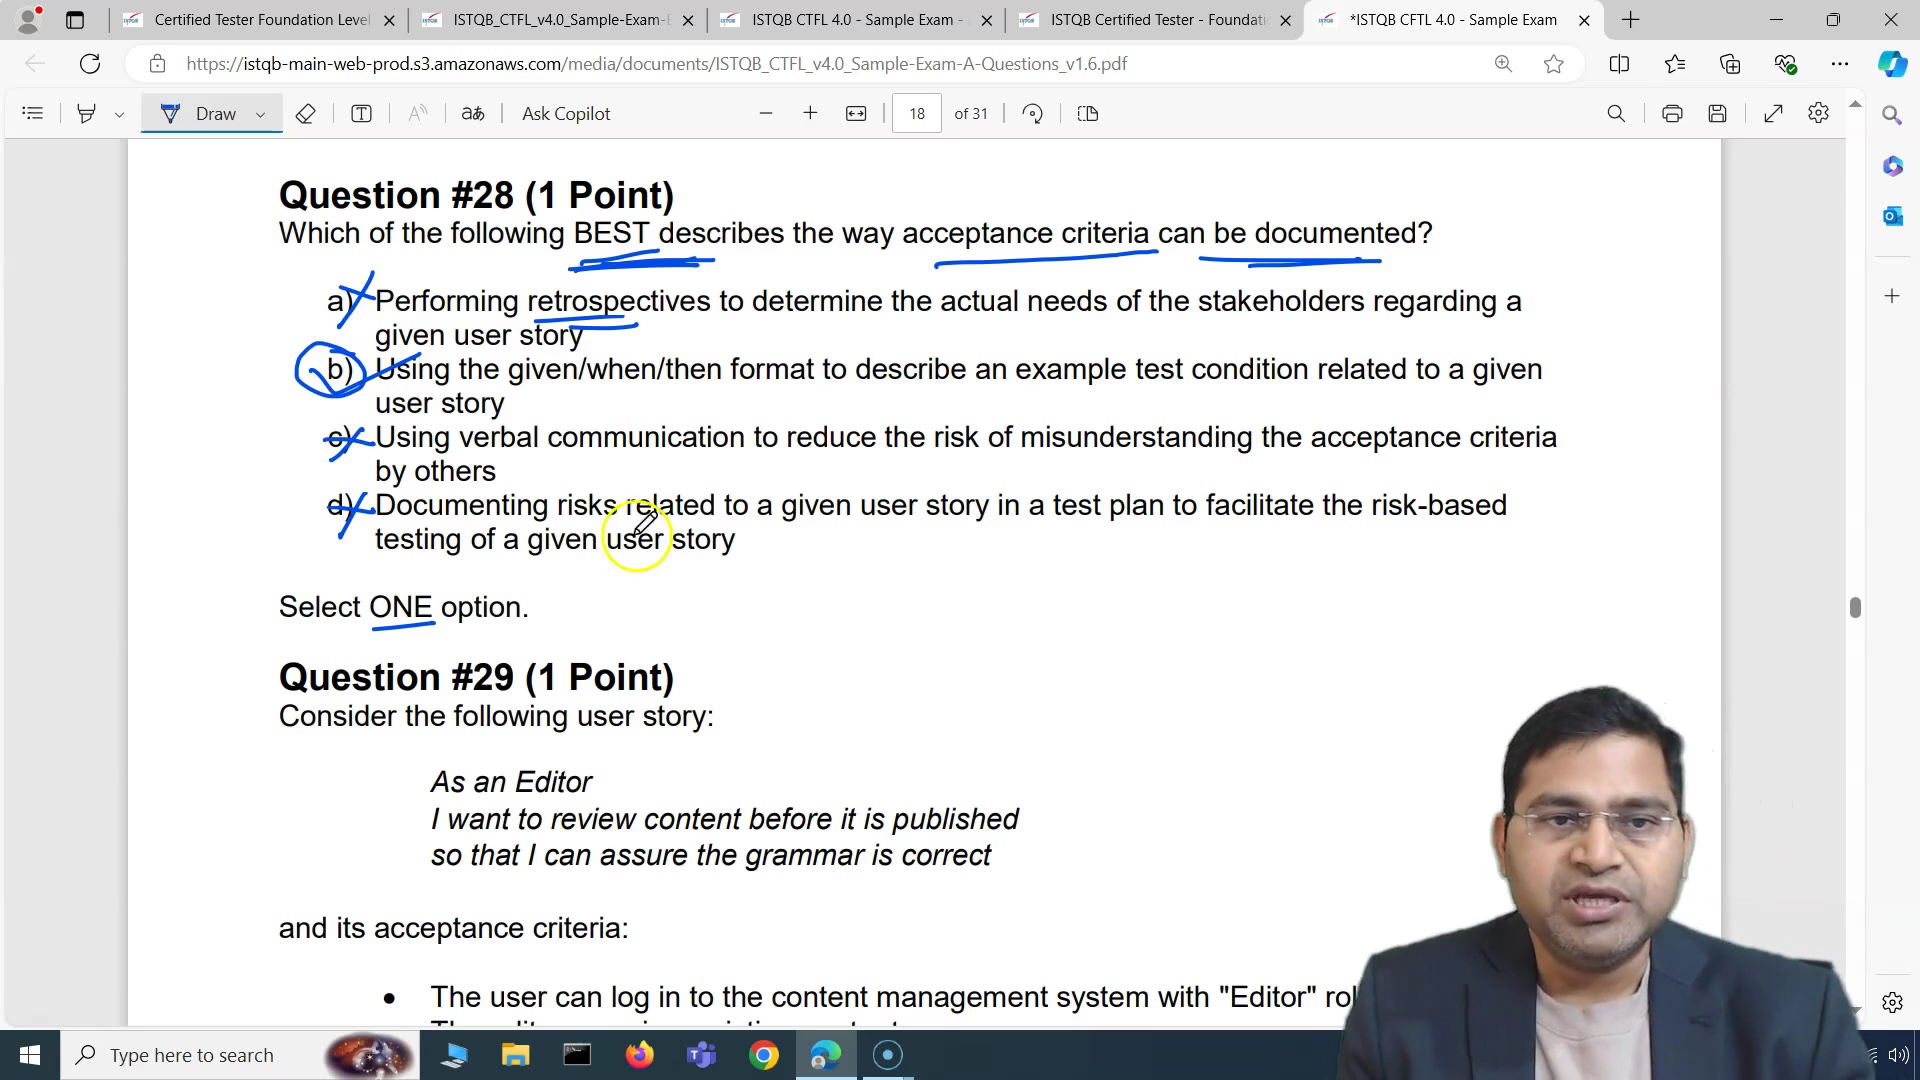 Certified Tester Foundation Level
ISTQB_CTFL_v4.0_Sample-Exam-
ISTQB CTFL 4.0 - Sample Exam -
ISTQB Certified Tester - Foundati
*ISTQB CFTL 4.0 - Sample Exam
https://istqb-main-web-prod.s3.amazonaws.com/media/documents/ISTQB_CTFL_v4.0_Sample-Exam-A-Questions_v1.6.pdf
Draw
aあ
Ask Copilot
18 of 31
Question #28 (1 Point)
Which of the following BEST describes the way acceptance criteria can be documented?
a) Performing retrospectives to determine the actual needs of the stakeholders regarding a
given user story
b) Using the given/when/then format to describe an example test condition related to a given
user story
c) Using verbal communication to reduce the risk of misunderstanding the acceptance criteria
by others
d) Documenting risks related to a given user story in a test plan to facilitate the risk-based
testing of a given user story
Select ONE option.
Question #29 (1 Point)
Consider the following user story:
As an Editor
I want to review content before it is published
so that I can assure the grammar is correct
and its acceptance criteria:
• The user can log in to the content management system with "Editor" rol
Type here to search